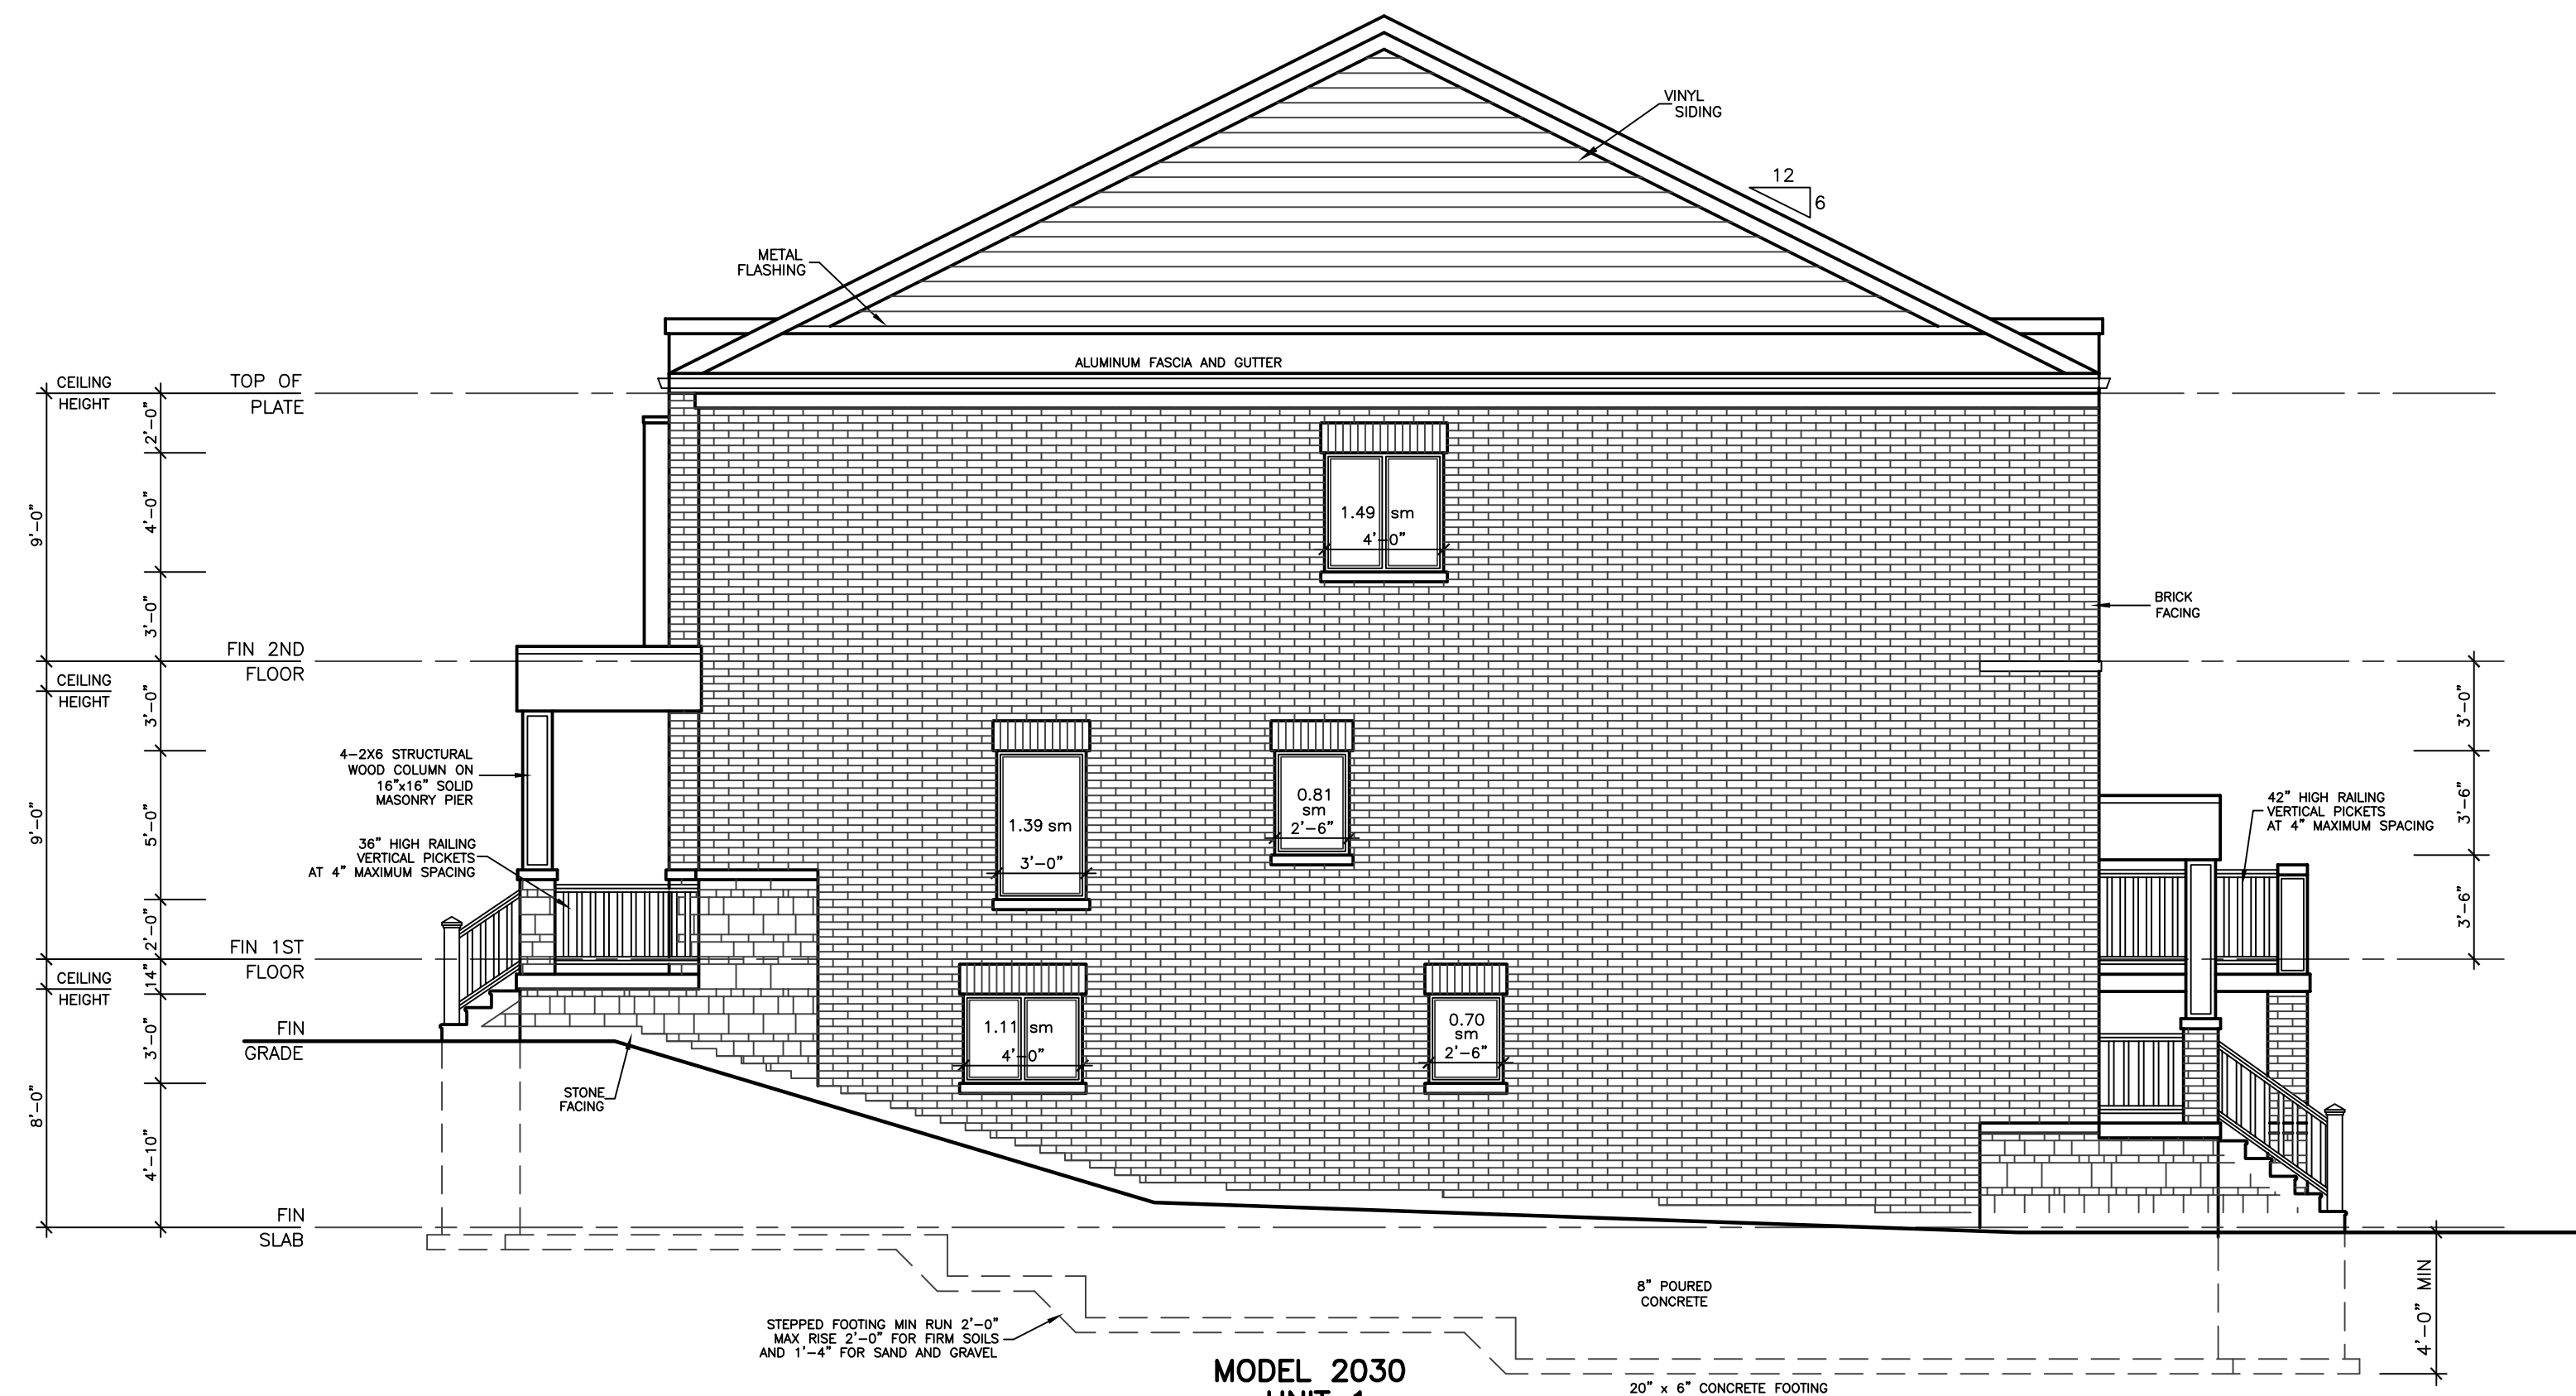 VINYL
SIDING
12
6
METAL
FLASHING
ALUMINUM FASCIA AND GUTTER
CEILING
HEIGHT
TOP OF
PLATE
2'-0"
4'-0"
3'-0"
9'-0"
1.49 sm
4'-0"
BRICK
FACING
FIN 2ND
FLOOR
CEILING
HEIGHT
3'-0"
5'-0"
2'-0"
9'-0"
4-2X6 STRUCTURAL
WOOD COLUMN ON
16"x16" SOLID
MASONRY PIER
36" HIGH RAILING
VERTICAL PICKETS
AT 4" MAXIMUM SPACING
1.39 sm
3'-0"
0.81
sm
2'-6"
3'-0"
3'-6"
3'-6"
42" HIGH RAILING
VERTICAL PICKETS
AT 4" MAXIMUM SPACING
FIN 1ST
FLOOR
CEILING
HEIGHT
14"
3'-0"
4'-10"
8'-0"
FIN
GRADE
1.11 sm
4'-0"
0.70
sm
2'-6"
STONE
FACING
FIN
SLAB
STEPPED FOOTING MIN RUN 2'-0"
MAX RISE 2'-0" FOR FIRM SOILS
AND 1'-4" FOR SAND AND GRAVEL
8" POURED
CONCRETE
4'-0" MIN
20" x 6" CONCRETE FOOTING
MODEL 2030
UNIT 1